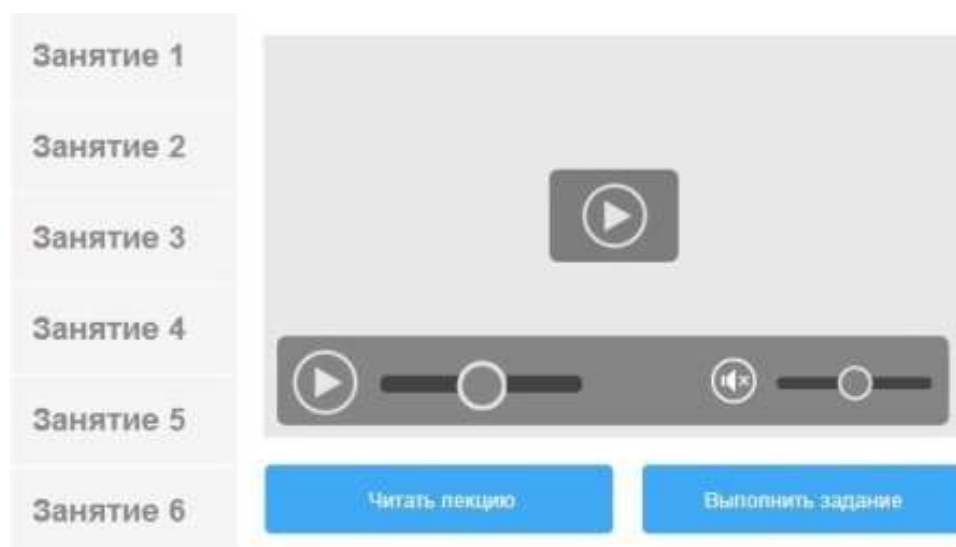 Занятие 1
Занятие 2
Занятие 3
Занятие 4
Занятие 5
Занятие 6
Читать лекцию
Выполнить задание